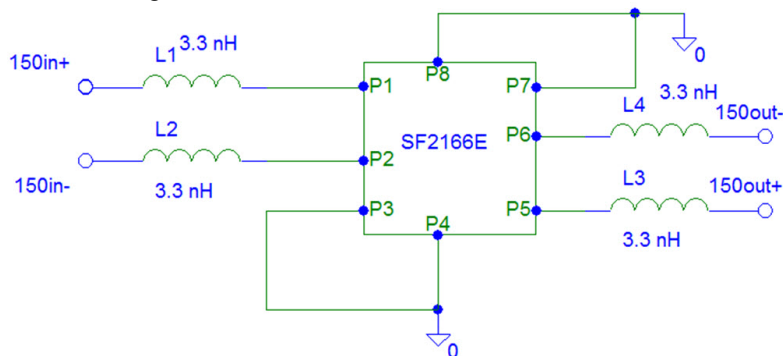 150in+
L1
3.3 nH
P8
0
P1
P7
L4
3.3 nH
150out-
L2
P6
SF2166E
P2
150in-
3.3 nH
P3
P5
L3
150out+
P4
3.3 nH
0